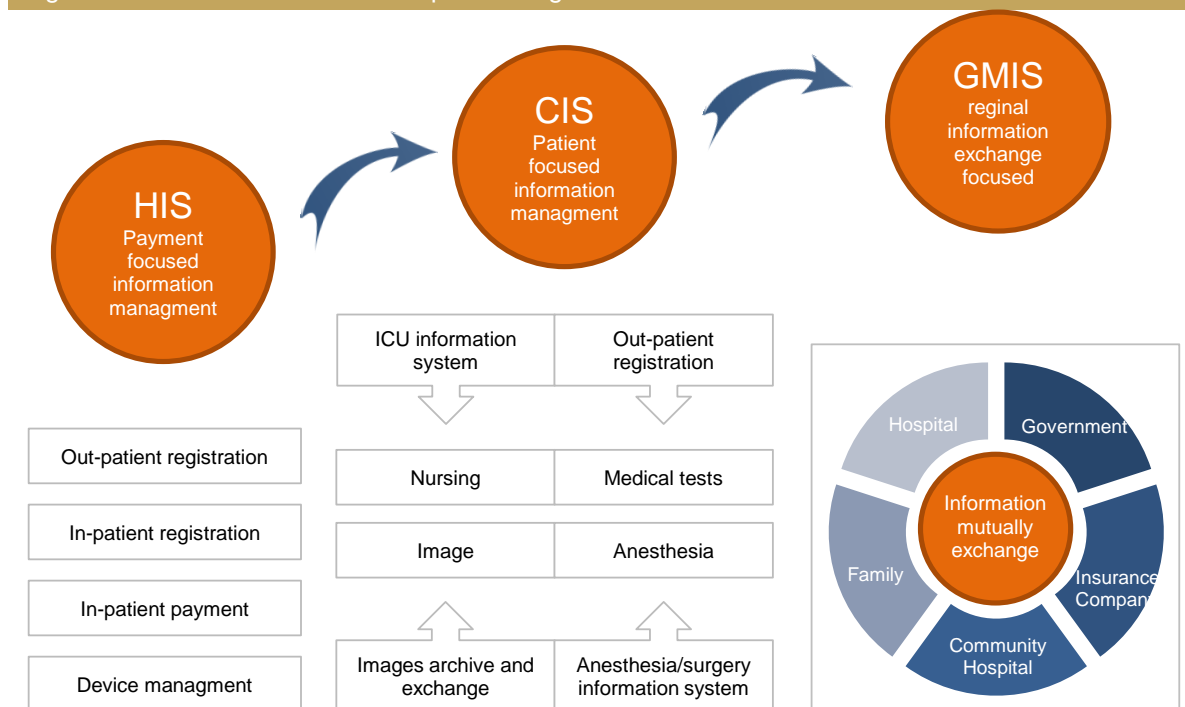 HIS
Payment
focused
information
managment
CIS
Patient
focused
information
managment
GMIS
reginal
information
exchange
focused
Out-patient registration
In-patient registration
In-patient payment
Device managment
ICU information
system
Out-patient
registration
Nursing
Medical tests
Image
Anesthesia
Images archive and
exchange
Anesthesia/surgery
information system
Hospital
Government
Family
Insurance
Company
Community
Hospital
Information
mutually
exchange